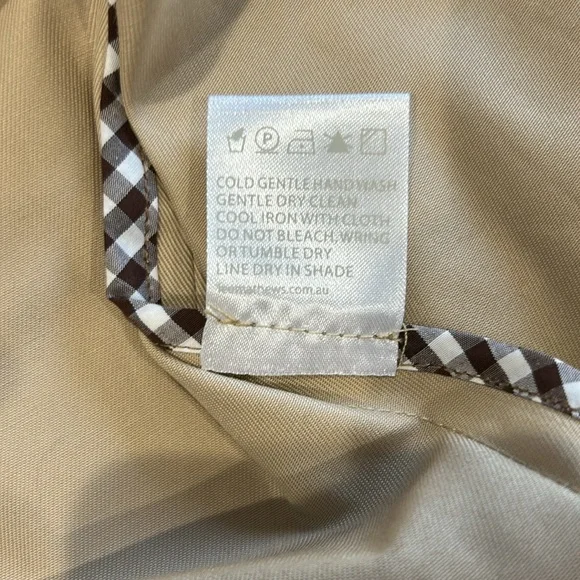 P
COLD GENTLE HAND WASH
GENTLE DRY CLEAN
COOL IRON WITH CLOTH
DO NOT BLEACH, WRING
OR TUMBLE DRY
LINE DRY IN SHADE
leemathews.com.au